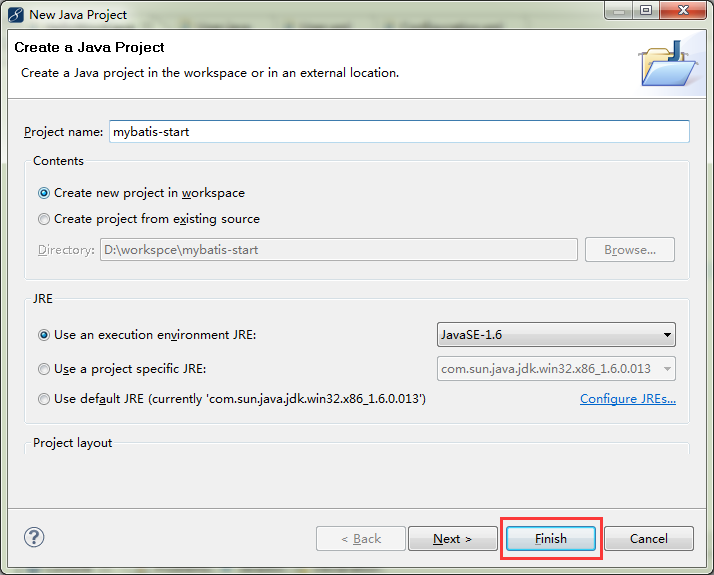 New Java Project
Create a Java Project
Create a Java project in the workspace or in an external location.
Project name: mybatis-start
Contents
Create new project in workspace
Create project from existing source
Directory: D:\workspce\mybatis-start Browse...
JRE
Use an execution environment JRE: JavaSE-1.6
Use a project specific JRE: com.sun.java.jdk.win32.x86_1.6.0.013
Use default JRE (currently 'com.sun.java.jdk.win32.x86_1.6.0.013') Configure JREs...
Project layout
? < Back Next > Finish Cancel